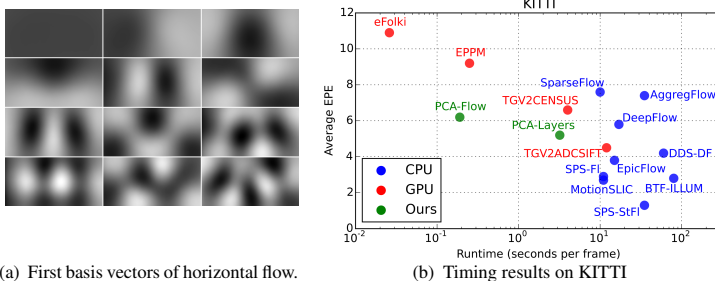 KITTI
12
10
8
6
4
2
0
Average EPE
eFolki
EPPM
SparseFlow
AggregFlow
TGV2CENSUS
PCA-Flow
DeepFlow
PCA-Layers
TGV2ADCSIFT
DDS-DF
SPS-Fl
EpicFlow
MotionSLIC
BTF-ILLUM
SPS-StFl
CPU
GPU
Ours
10^-2
10^-1
10^0
10^1
10^2
Runtime (seconds per frame)
(a) First basis vectors of horizontal flow.
(b) Timing results on KITTI